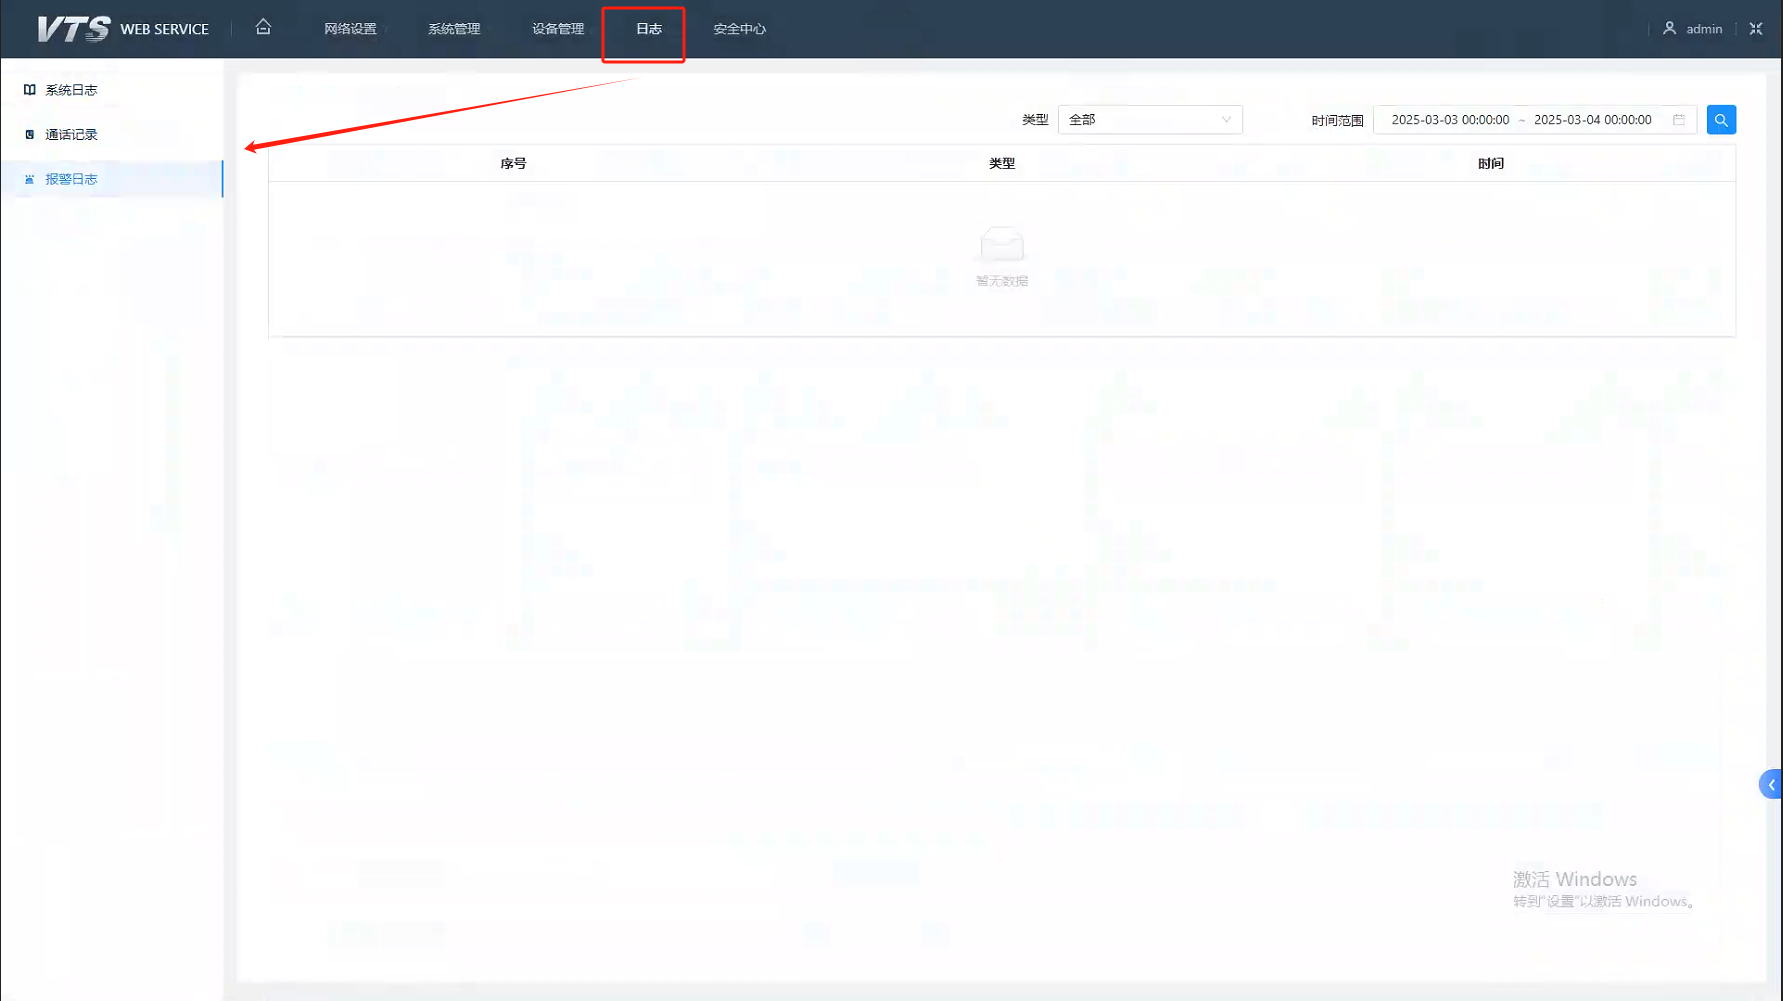 VTS WEB SERVICE 网络设置 系统管理 设备管理 日志 安全中心 admin
系统日志
通话记录
报警日志
类型 全部 时间范围 2025-03-03 00:00:00 ~ 2025-03-04 00:00:00
序号 类型 时间
暂无数据
激活 Windows
转到"设置"以激活 Windows。